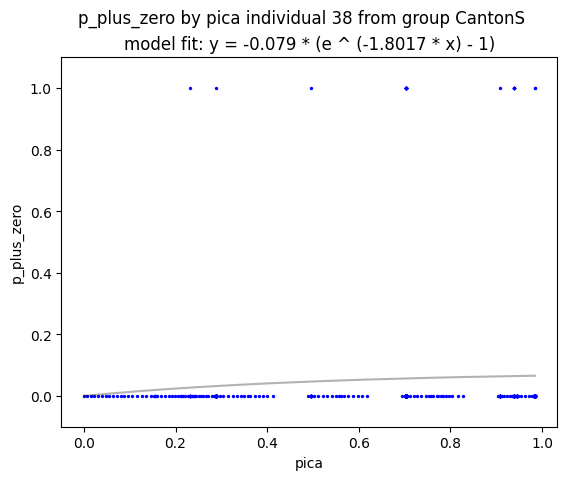 p_plus_zero by pica individual 38 from group CantonS
model fit: y = -0.079 * (e ^ (-1.8017 * x) - 1)
1.0
0.8
0.6
0.4
0.2
0.0
p_plus_zero
0.0 0.2 0.4 0.6 0.8 1.0
pica